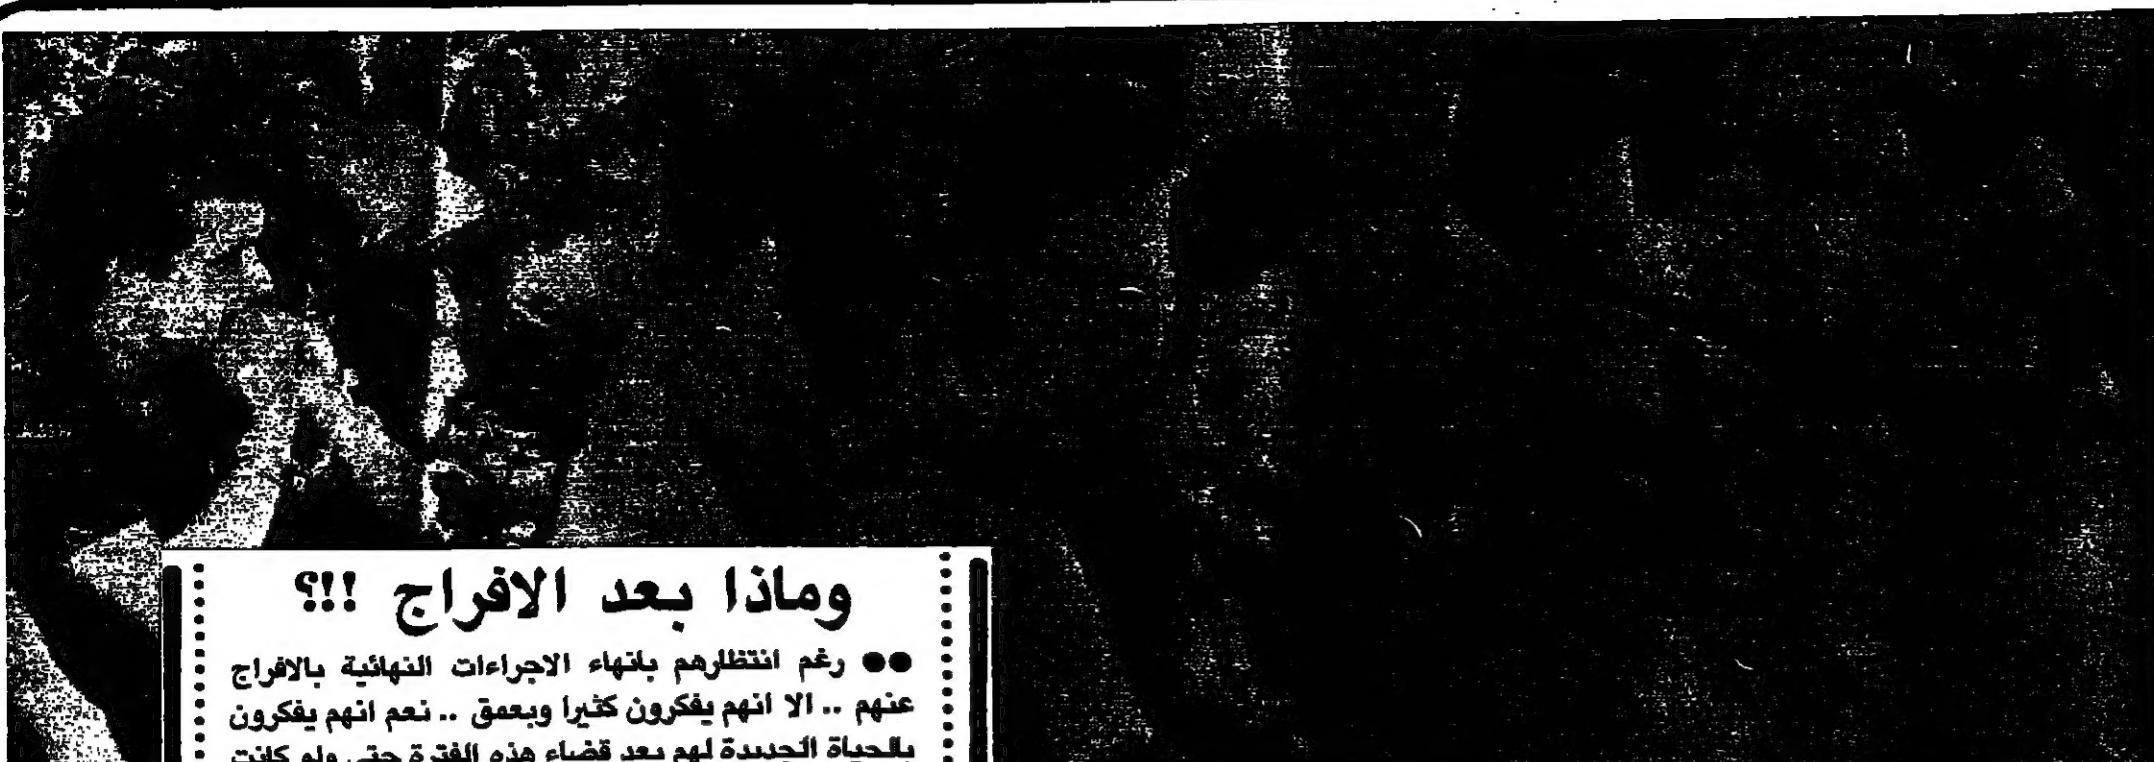 وماذا بعد الافراج !!؟
●● رغم انتظارهم بانهاء الاجراءات النهائية بالافراج
عنهم .. الا انهم يفكرون كثيرا وبعمق .. نعم انهم يفكرون
بالحياة الجديدة لهم بعد قضاء هذه الفترة حتى ولو كانت